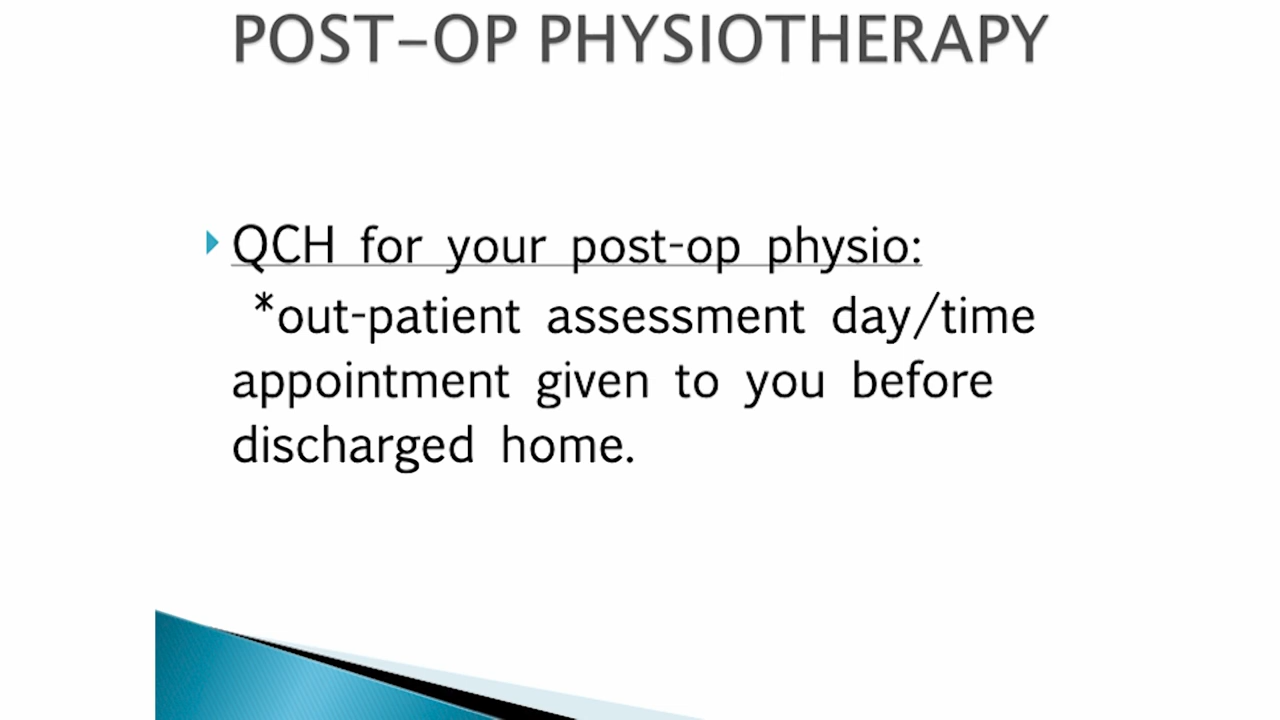 POST-OP PHYSIOTHERAPY
QCH for your post-op physio:
*out-patient assessment day/time
appointment given to you before
discharged home.